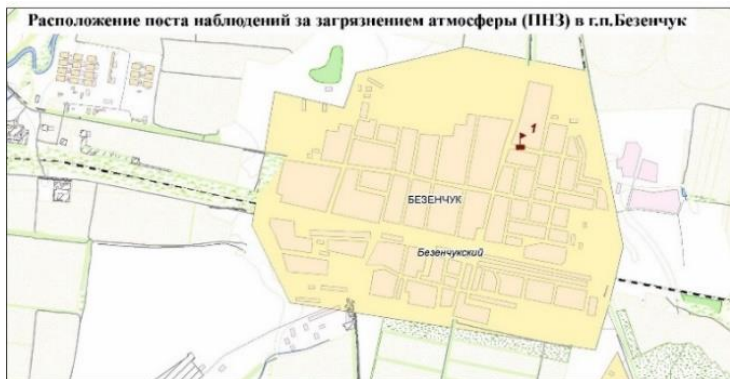 Расположение поста наблюдений за загрязнением атмосферы (ПНЗ) в г.п.Безенчук
1
БЕЗЕНЧУК
Безенчукский